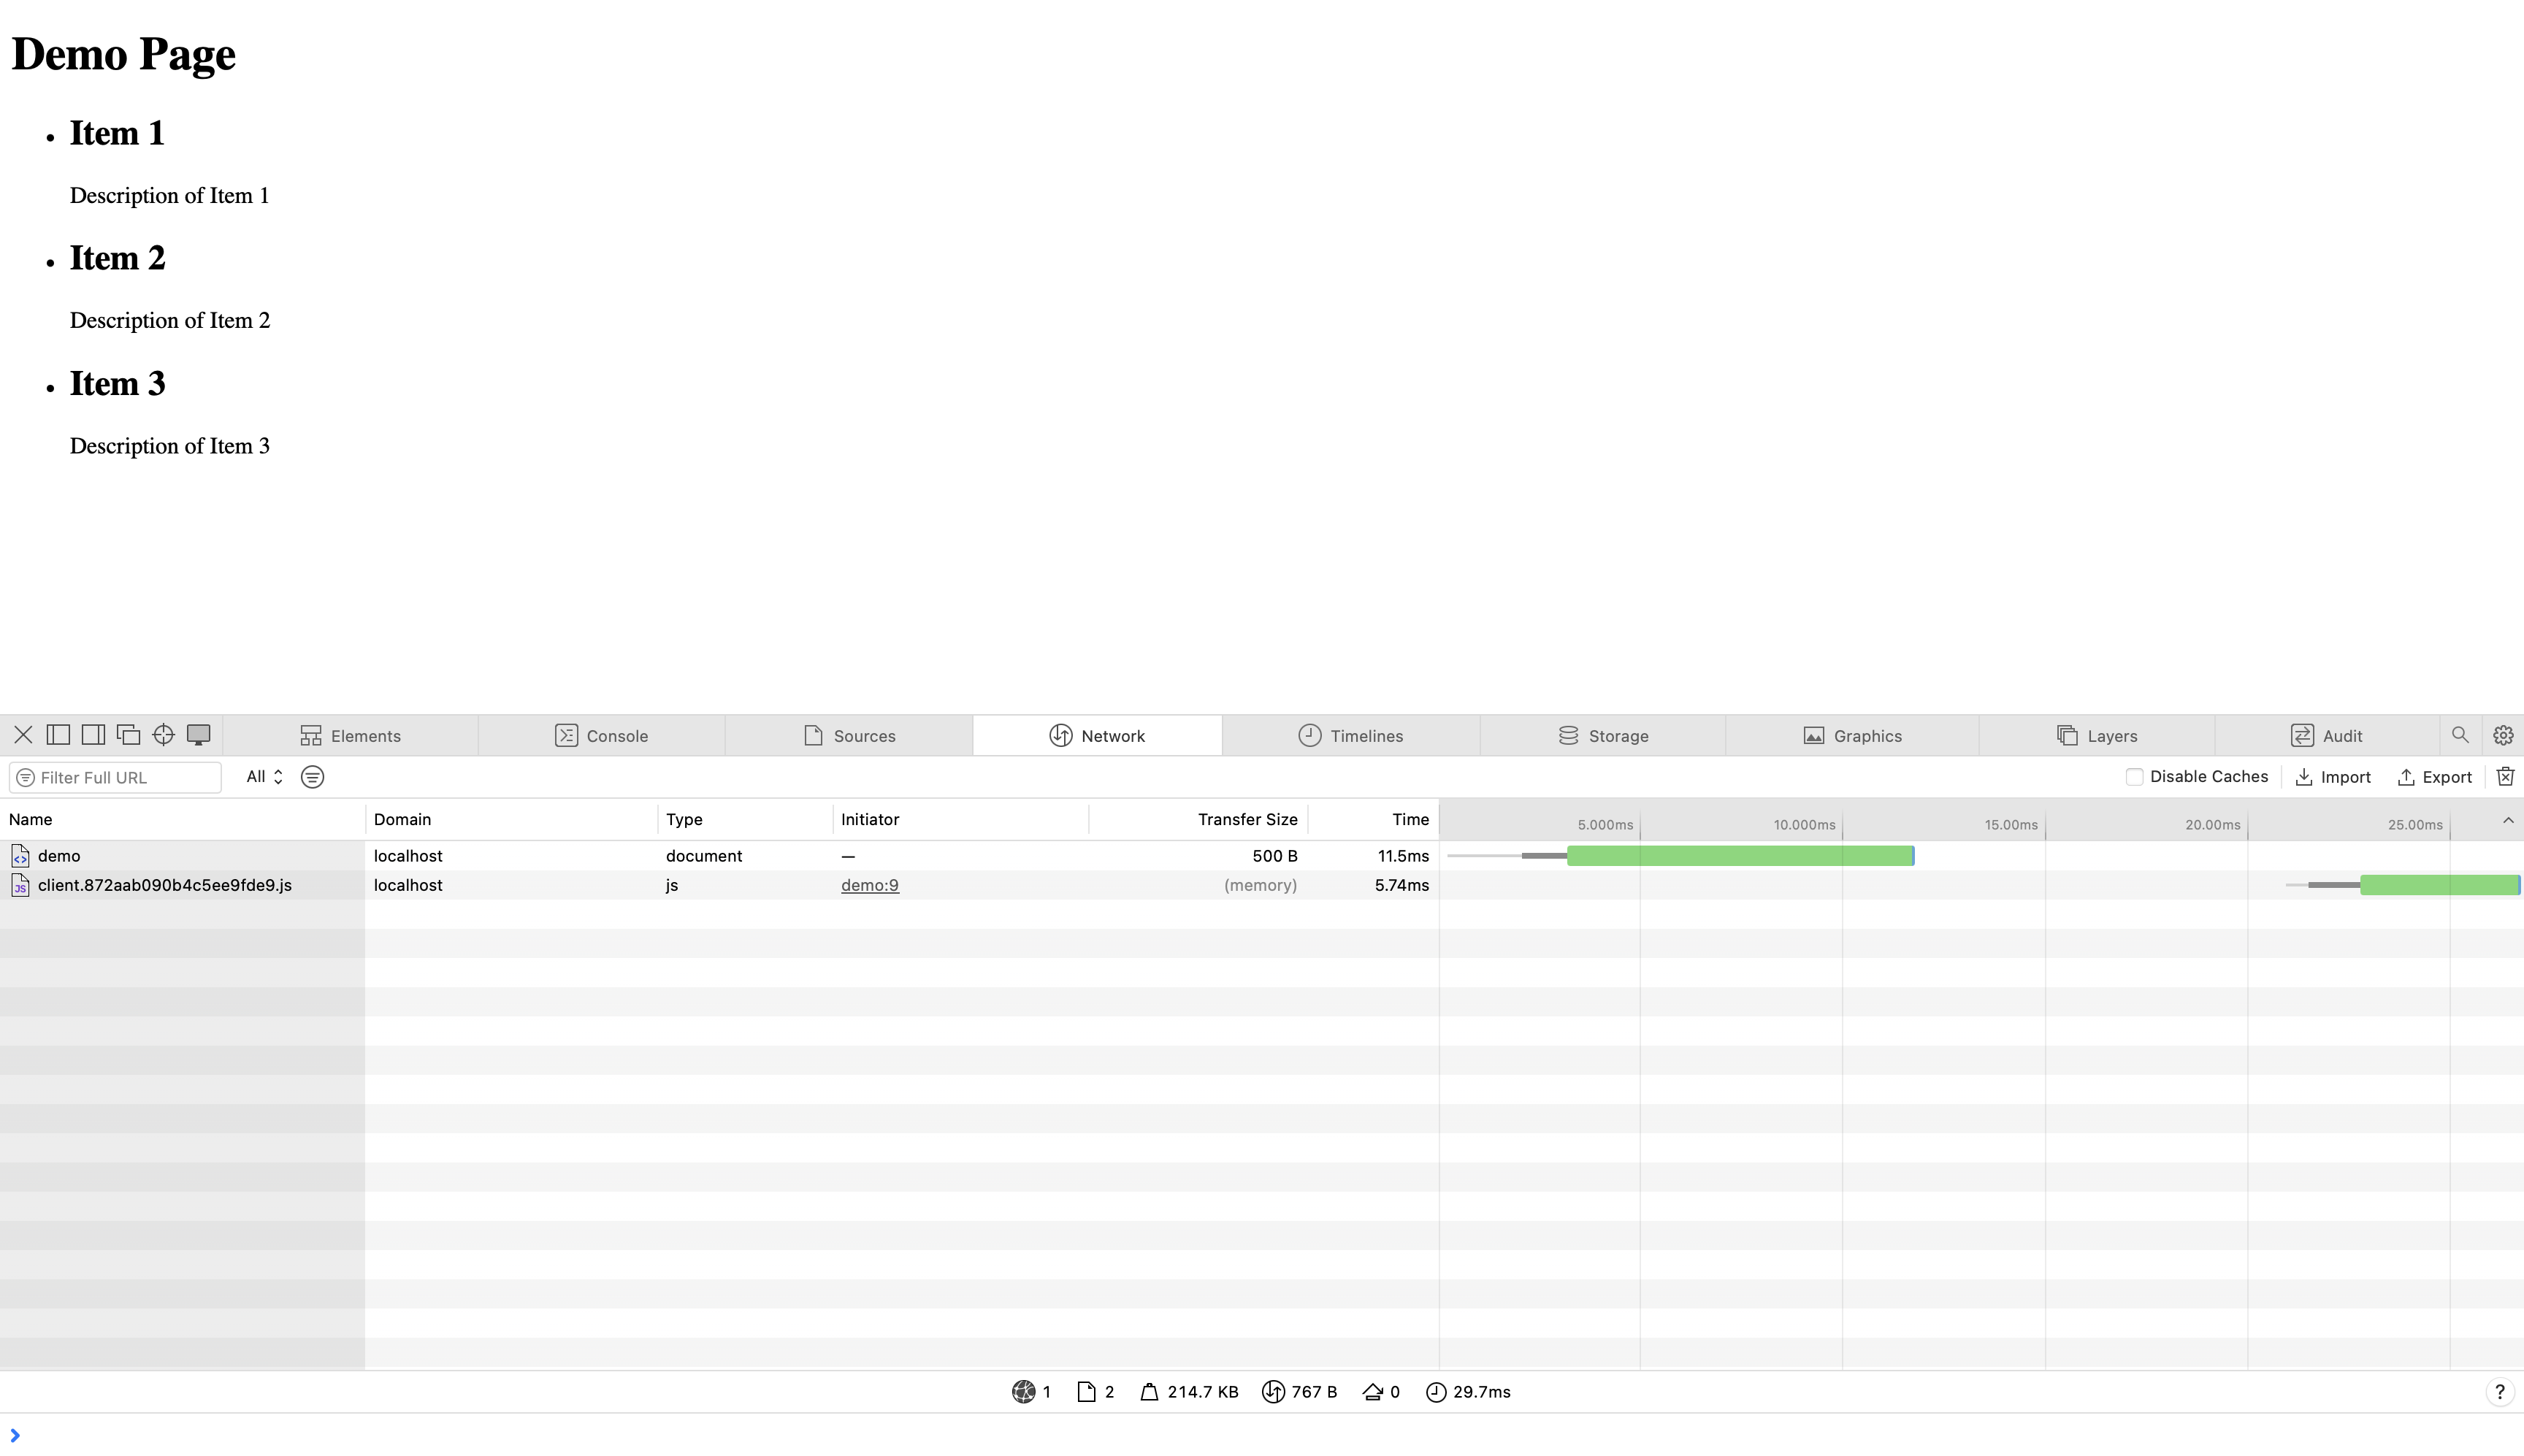 Demo Page
Item 1
Description of Item 1
Item 2
Description of Item 2
Item 3
Description of Item 3
Elements Console Sources Network Timelines Storage Graphics Layers Audit
Filter Full URL All Disable Caches Import Export
Name Domain Type Initiator Transfer Size Time 5.000ms 10.000ms 15.00ms 20.00ms 25.00ms
demo localhost document — 500 B 11.5ms
JS client.872aab090b4c5ee9fde9.js localhost js demo:9 (memory) 5.74ms
1 2 214.7 KB 767 B 0 29.7ms ?